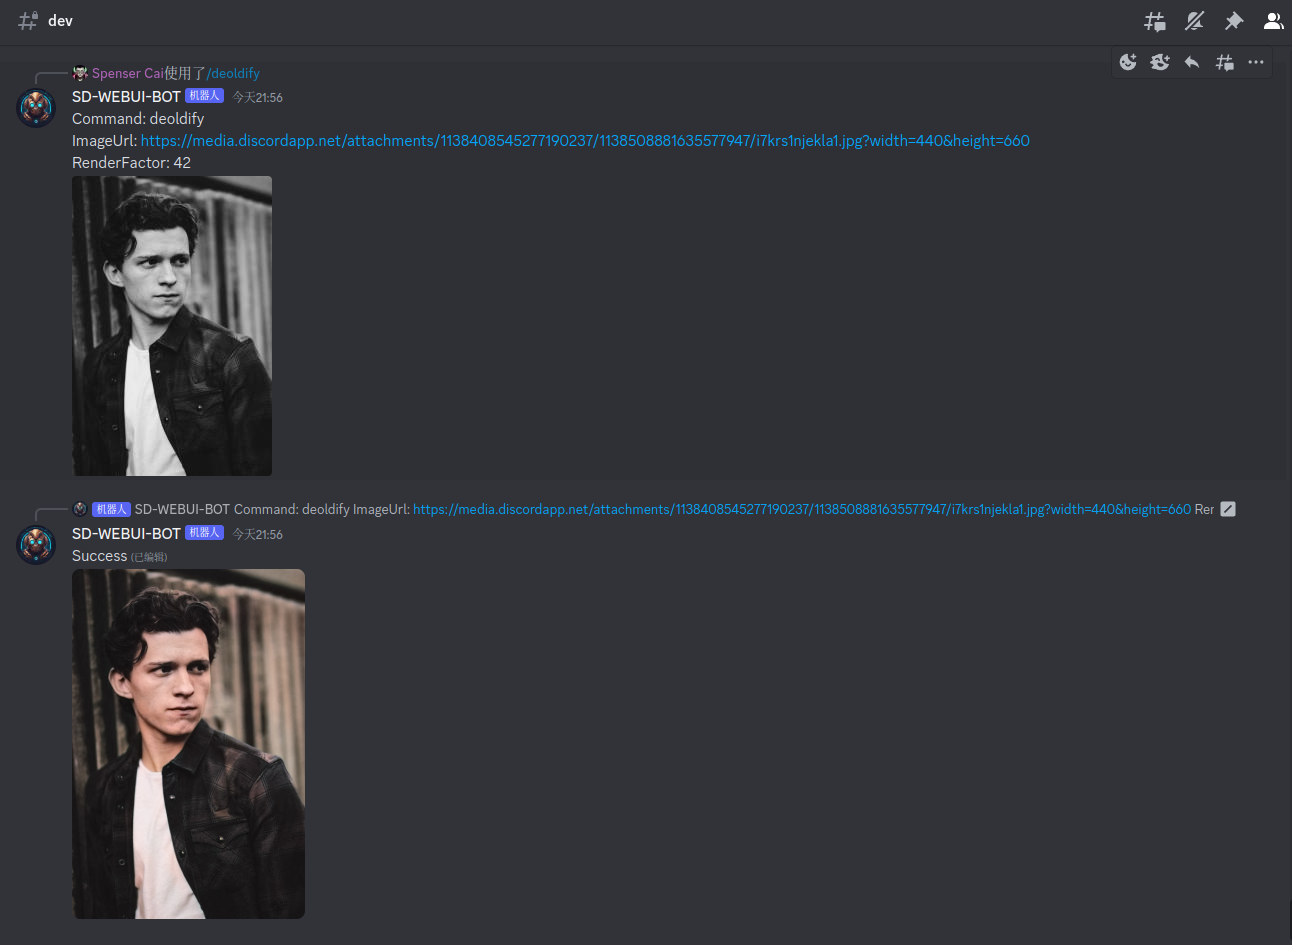 dev
Spenser Cai使用了/deoldify
SD-WEBUI-BOT 机器人 今天21:56
Command: deoldify
ImageUrl: https://media.discordapp.net/attachments/1138408545277190237/1138508881635577947/i7krs1njekla1.jpg?width=440&height=660
RenderFactor: 42
机器人 SD-WEBUI-BOT Command: deoldify ImageUrl: https://media.discordapp.net/attachments/1138408545277190237/1138508881635577947/i7krs1njekla1.jpg?width=440&height=660 Rer
SD-WEBUI-BOT 机器人 今天21:56
Success (已编辑)